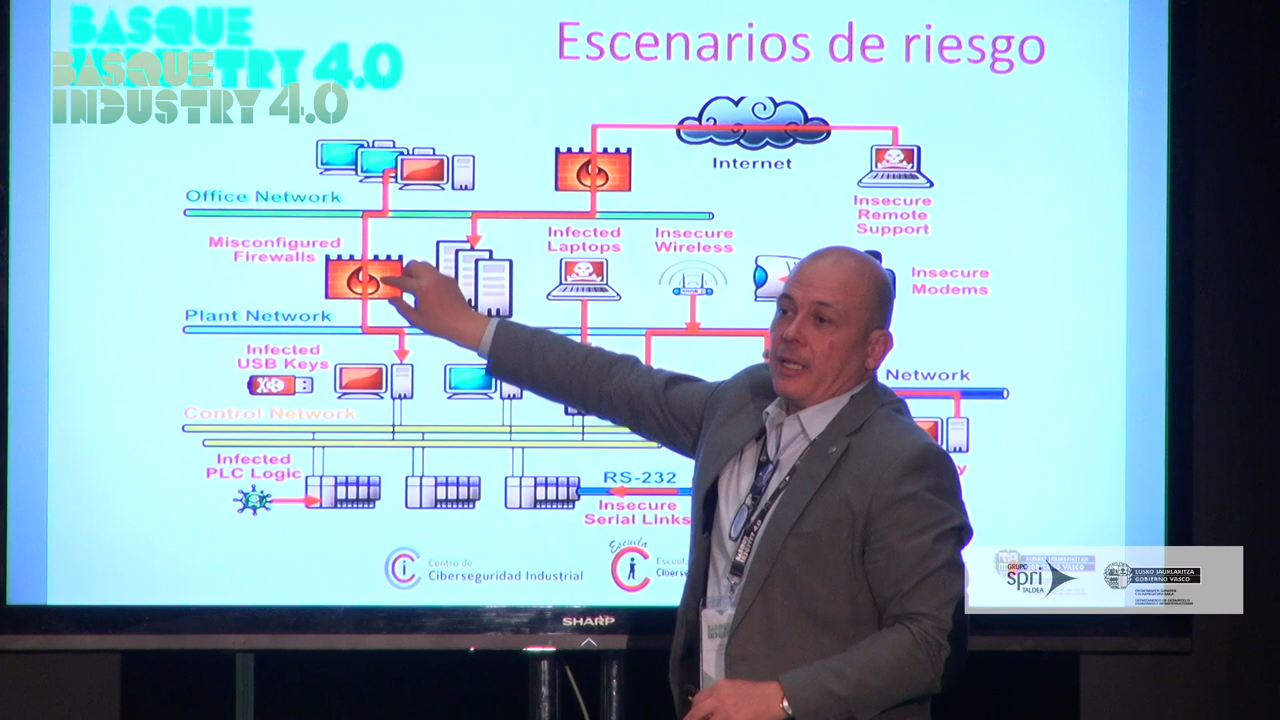 BASQUE
INDUSTRY 4.0
BASQUE
INDUSTRY 4.0
Escenarios de riesgo
Internet
Office Network
Insecure
Remote
Support
Misconfigured
Firewalls
Infected
Laptops
Insecure
Wireless
Insecure
Modems
Plant Network
Infected
USB Keys
Network
Control Network
Infected
PLC Logic
RS-232
Insecure
Serial Links
Centro de
Ciberseguridad Industrial
Escuela
SHARP
GRUPO
spri
TALDEA
EUSKO JAURLARITZA
GOBIERNO VASCO